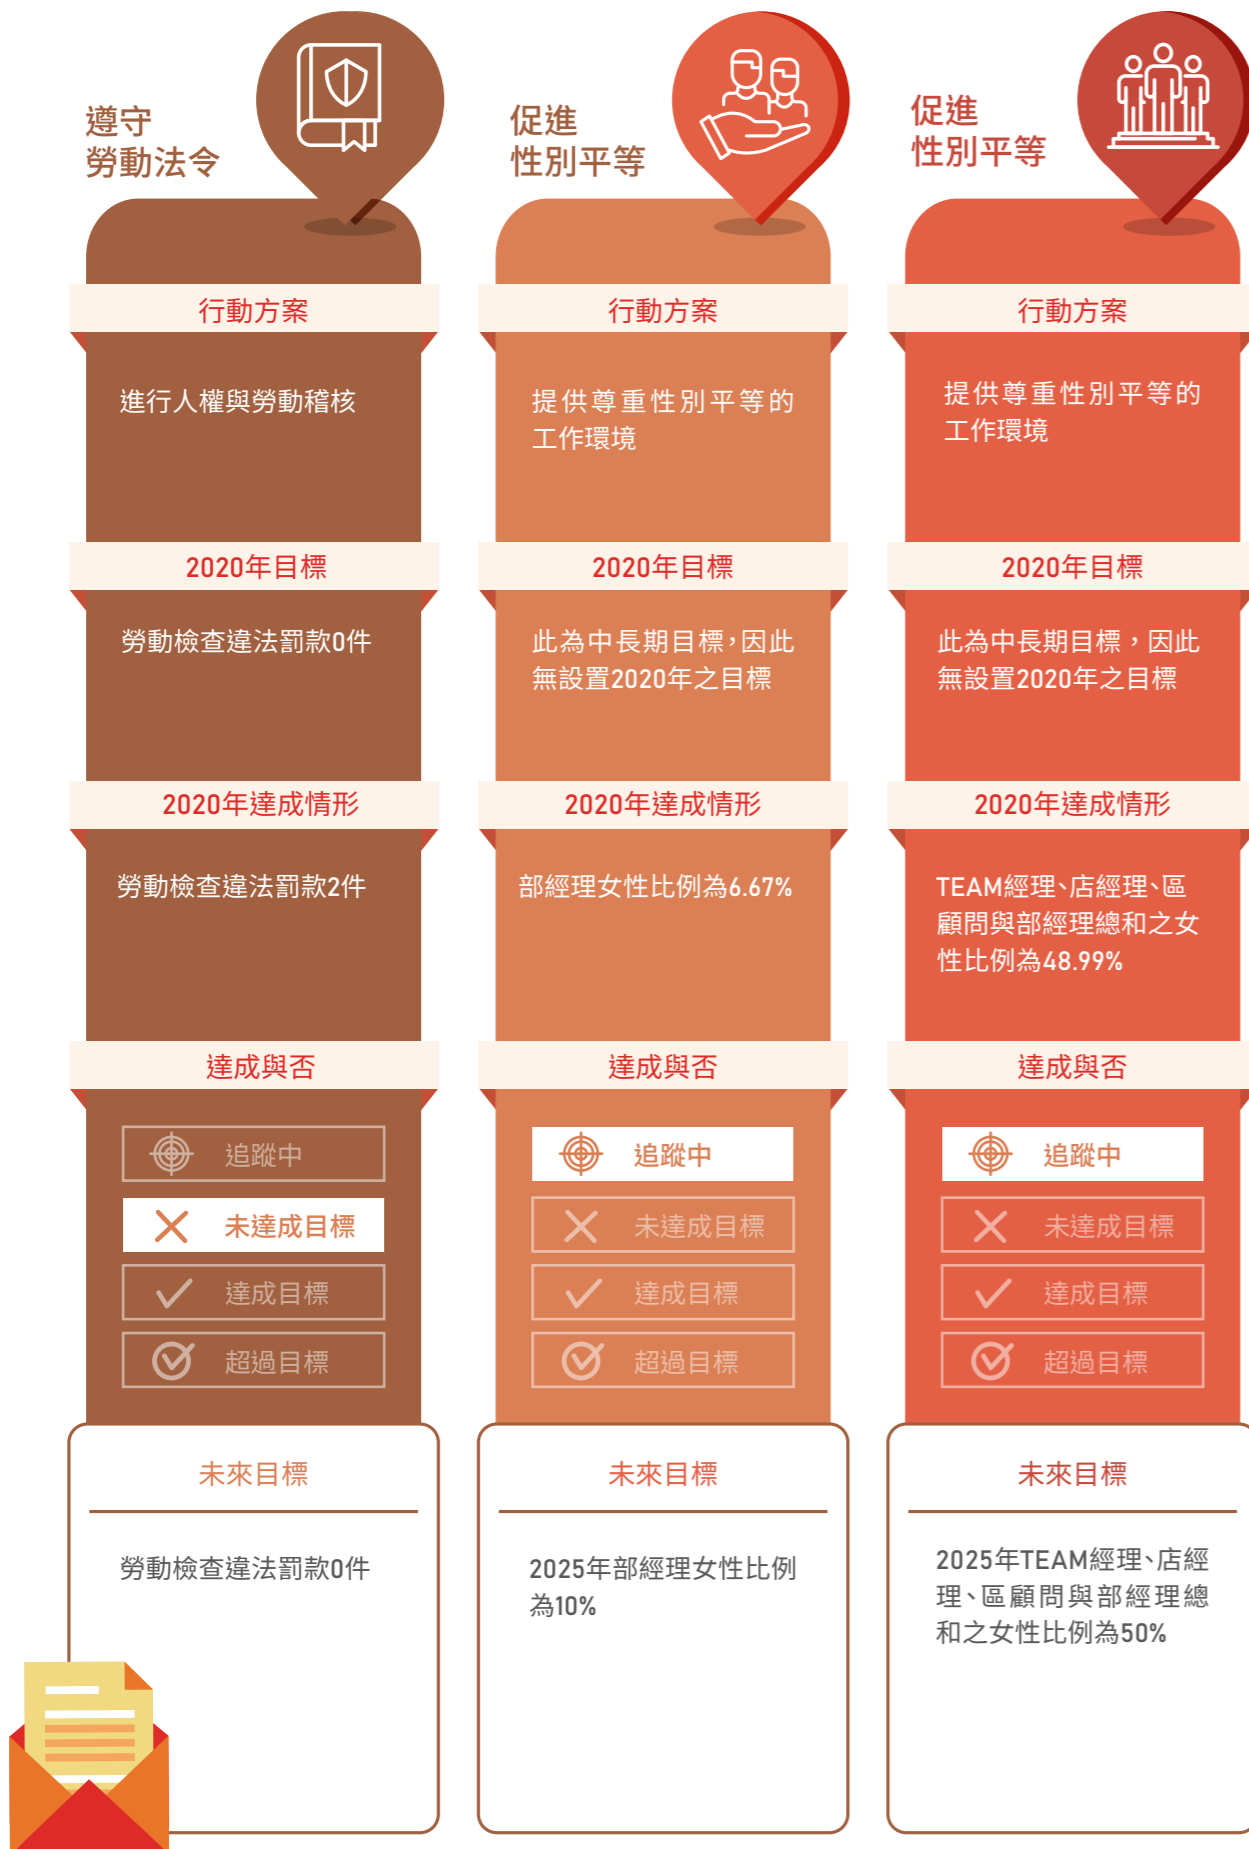 遵守
勞動法令
行動方案
進行人權與勞動稽核
2020年目標
勞動檢查違法罰款0件
2020年達成情形
勞動檢查違法罰款2件
達成與否
追蹤中
未達成目標
達成目標
超過目標
未來目標
勞動檢查違法罰款0件
促進
性別平等
行動方案
提供尊重性別平等的
工作環境
2020年目標
此為中長期目標，因此
無設置2020年之目標
2020年達成情形
部經理女性比例為6.67%
達成與否
追蹤中
未達成目標
達成目標
超過目標
未來目標
2025年部經理女性比例
為10%
促進
性別平等
行動方案
提供尊重性別平等的
工作環境
2020年目標
此為中長期目標，因此
無設置2020年之目標
2020年達成情形
TEAM經理、店經理、區
顧問與部經理總和之女
性比例為48.99%
達成與否
追蹤中
未達成目標
達成目標
超過目標
未來目標
2025年TEAM經理、店經
理、區顧問與部經理總
和之女性比例為50%